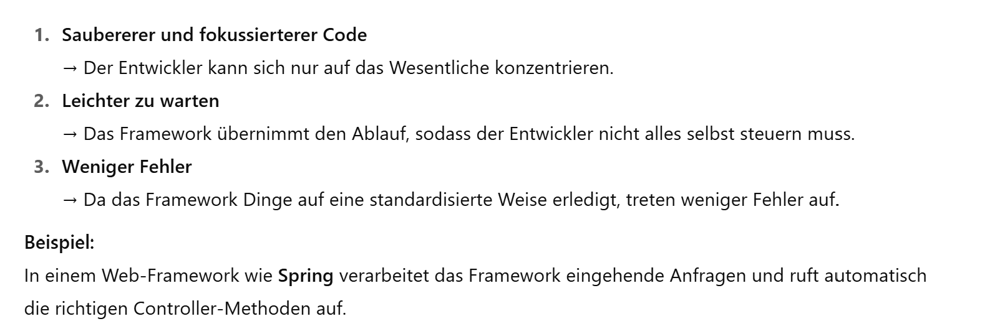 1. Saubererer und fokussierterer Code
→ Der Entwickler kann sich nur auf das Wesentliche konzentrieren.
2. Leichter zu warten
→ Das Framework übernimmt den Ablauf, sodass der Entwickler nicht alles selbst steuern muss.
3. Weniger Fehler
→ Da das Framework Dinge auf eine standardisierte Weise erledigt, treten weniger Fehler auf.
Beispiel:
In einem Web-Framework wie Spring verarbeitet das Framework eingehende Anfragen und ruft automatisch
die richtigen Controller-Methoden auf.